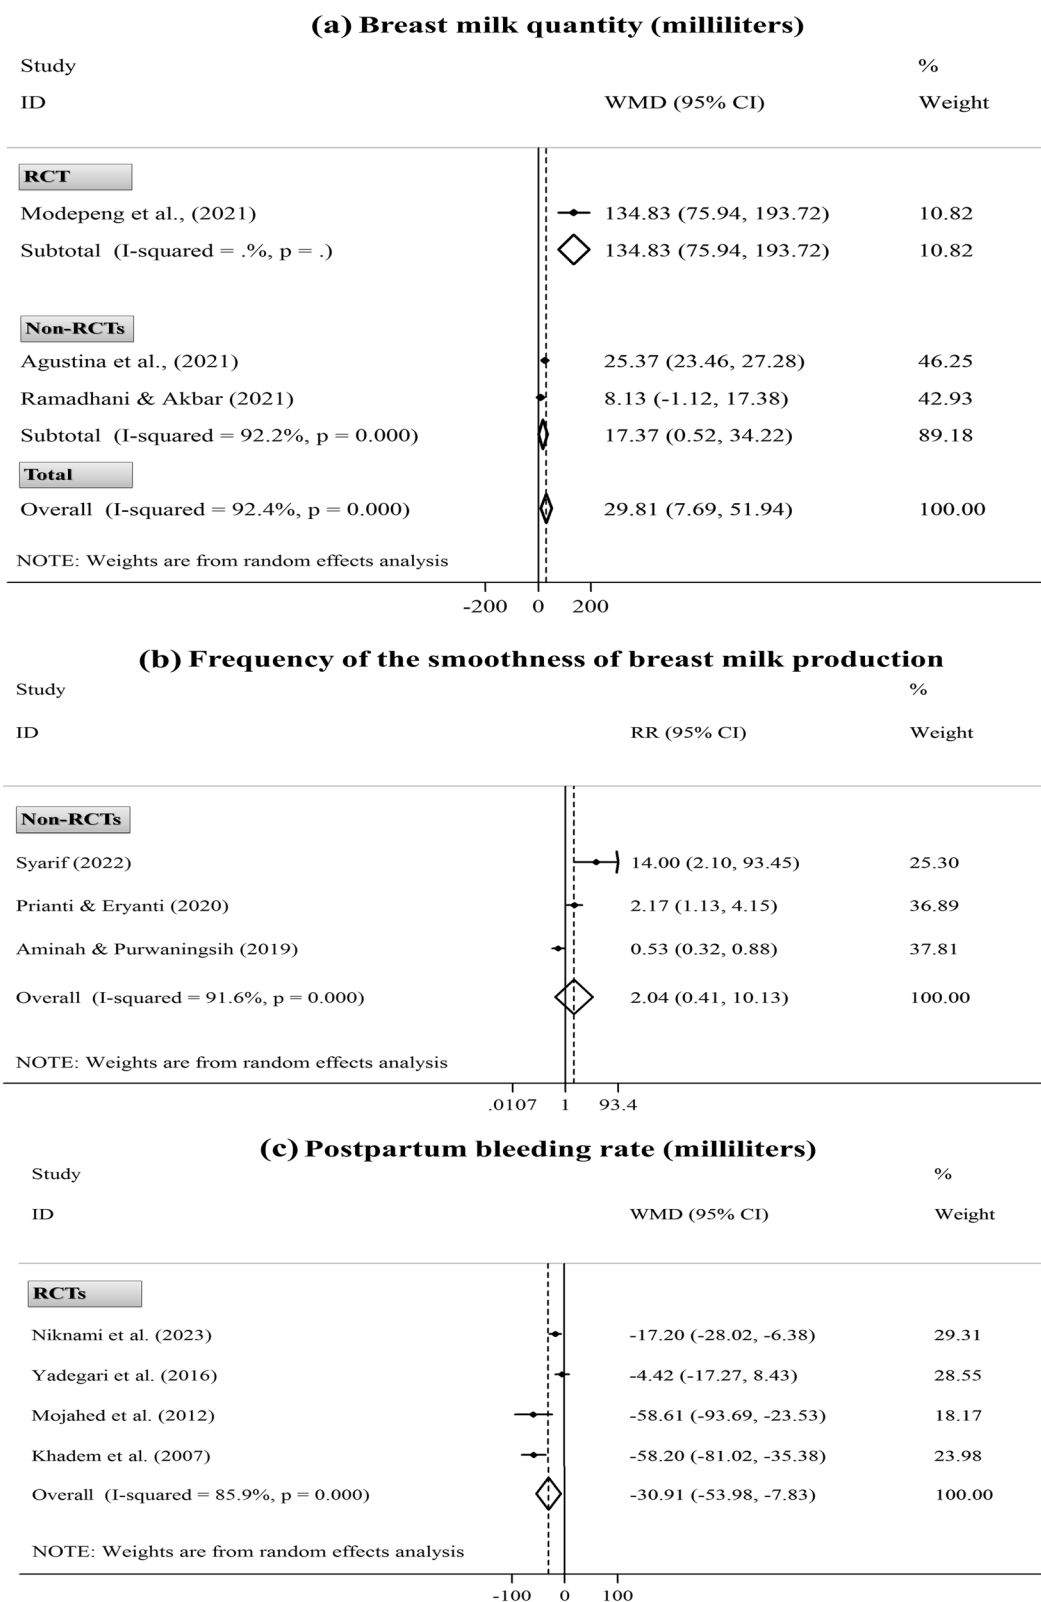 (a) Breast milk quantity (milliliters)
Study %
ID WMD (95% CI) Weight
RCT
Modepeng et al., (2021) 134.83 (75.94, 193.72) 10.82
Subtotal (I-squared = .%, p = .) 134.83 (75.94, 193.72) 10.82
Non-RCTs
Agustina et al., (2021) 25.37 (23.46, 27.28) 46.25
Ramadhani & Akbar (2021) 8.13 (-1.12, 17.38) 42.93
Subtotal (I-squared = 92.2%, p = 0.000) 17.37 (0.52, 34.22) 89.18
Total
Overall (I-squared = 92.4%, p = 0.000) 29.81 (7.69, 51.94) 100.00
NOTE: Weights are from random effects analysis
-200 0 200
(b) Frequency of the smoothness of breast milk production
Study %
ID RR (95% CI) Weight
Non-RCTs
Syarif (2022) 14.00 (2.10, 93.45) 25.30
Prianti & Eryanti (2020) 2.17 (1.13, 4.15) 36.89
Aminah & Purwaningsih (2019) 0.53 (0.32, 0.88) 37.81
Overall (I-squared = 91.6%, p = 0.000) 2.04 (0.41, 10.13) 100.00
NOTE: Weights are from random effects analysis
.0107 1 93.4
(c) Postpartum bleeding rate (milliliters)
Study %
ID WMD (95% CI) Weight
RCTs
Niknami et al. (2023) -17.20 (-28.02, -6.38) 29.31
Yadegari et al. (2016) -4.42 (-17.27, 8.43) 28.55
Mojahed et al. (2012) -58.61 (-93.69, -23.53) 18.17
Khadem et al. (2007) -58.20 (-81.02, -35.38) 23.98
Overall (I-squared = 85.9%, p = 0.000) -30.91 (-53.98, -7.83) 100.00
NOTE: Weights are from random effects analysis
-100 0 100